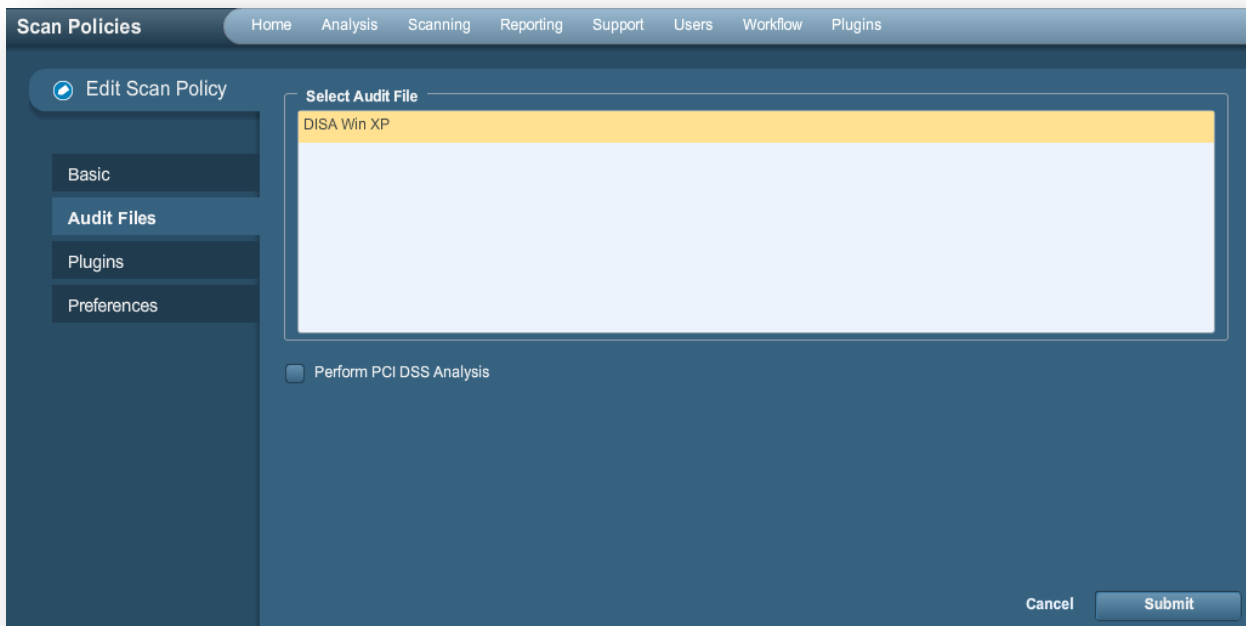 Scan Policies
Home Analysis Scanning Reporting Support Users Workflow Plugins
Edit Scan Policy
Basic
Audit Files
Plugins
Preferences
Select Audit File
DISA Win XP
Perform PCI DSS Analysis
Cancel Submit